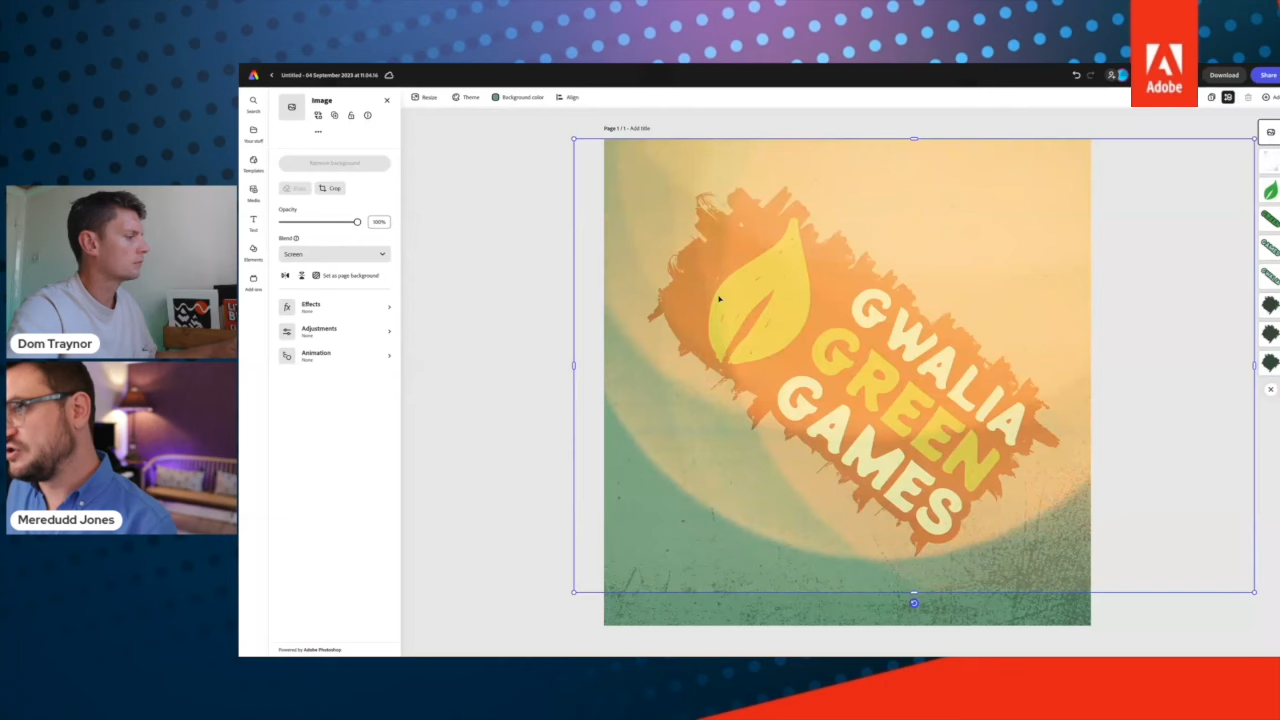 Adobe
Untitled - 04 September 2023 at 11.04.16
Download
Share
Search
Your stuff
Templates
Media
Text
Elements
Add-ons
Image
Remove background
Crop
Opacity
100%
Blend
Screen
Set as page background
Effects
None
Adjustments
None
Animation
None
Powered by Adobe Photoshop
Resize
Theme
Background color
Align
Page 1 / 1 - Add title
GWALIA
GREEN
GAMES
Dom Traynor
Meredudd Jones